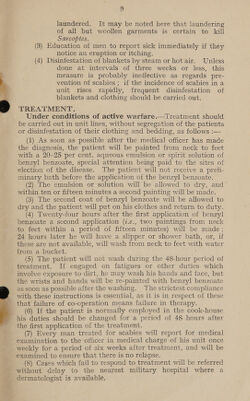 9
laundered. It may be noted here that laundering
of all but woollen garments is certain to kill
Sarcoptes.
(3) Education of men to report sick immediately if they
notice an eruption or itching.
(4) Disinfestation of blankets by steam or hot air. Unless
done at intervals of three weeks or less, this
measure is probably ineffective as regards pre-
vention of scabies; if the incidence of scabies in a
unit rises rapidly, frequent disinfestation of
blankets and clothing should be carried out.
TREATMENT.
Under conditions of active warfare.—Treatment should
be carried out in unit lines, without segregation of the patients
or disinfestation of their clothing and bedding, as follows :—
(1) As soon as possible after the medical officer has made
the diagnosis, the patient will be painted from neck to feet
with a 20–25 per cent. aqueous emulsion or spirit solution of
benzyl benzoate, special attention being paid to the sites of
election of the disease. The patient will not receive a preli-
minary bath before the application of the benzyl benzoate.
(2) The emulsion or solution will be allowed to dry, and
within ten or fifteen minutes a second painting will be made.
(3) The second coat of benzyl benzoate will be allowed to
dry and the patient will put on his clothes and return to duty.
(4) Twenty-four hours after the first application of benzyl
benzoate a second application (i.e., two paintings from neck
to feet within a period of fifteen minutes) will be made;
24 hours later he will have a slipper or shower bath, or, if
these are not available, will wash from neck to feet with water
from a bucket.
(5) The patient will not wash during the 48-hour period of
treatment. If engaged on fatigues or other duties which
involve exposure to dirt, he may wash his hands and face, but
the wrists and hands will be re-painted with benzyl benzoate
as soon as possible after the washing. The strictest compliance
with these instructions is essential, as it is in respect of these
that failure of co-operation means failure in therapy.
(6) If the patient is normally employed in the cook-house
his duties should be changed for a period of 48 hours after
the first application of the treatment.
(7) Every man treated for scabies will report for medical
examination to the officer in medical charge of his unit once
weekly for a period of six weeks after treatment, and will be
examined to ensure that there is no relapse.
(8) Cases which fail to respond to treatment will be referred
without delay to the nearest military hospital where a
dermatologist is available.